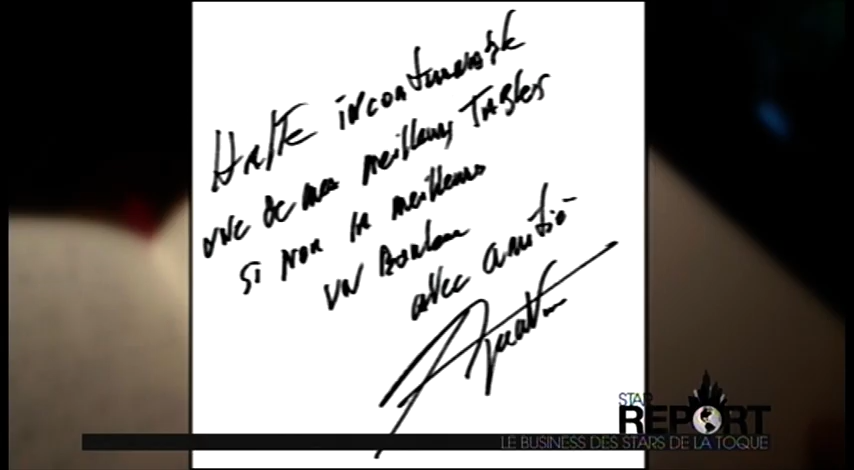 HALTE incontournable
une de mes meilleurs TABLES
si non la meilleure
UN Bonheur
avec amitié
STAR
REPORT
LE BUSINESS DES STARS DE LA TOQUE